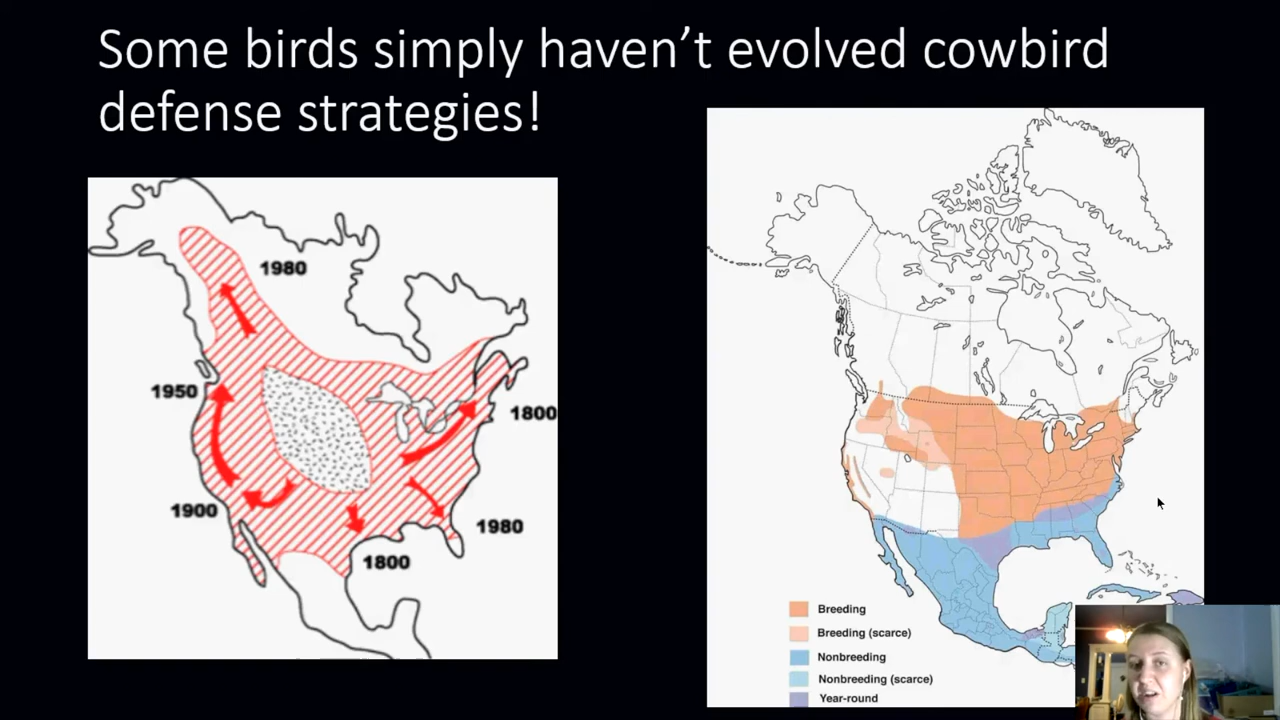 Some birds simply haven't evolved cowbird
defense strategies!
1980
1950
1800
1900
1980
1800
Breeding
Breeding (scarce)
Nonbreeding
Nonbreeding (scarce)
Year-round